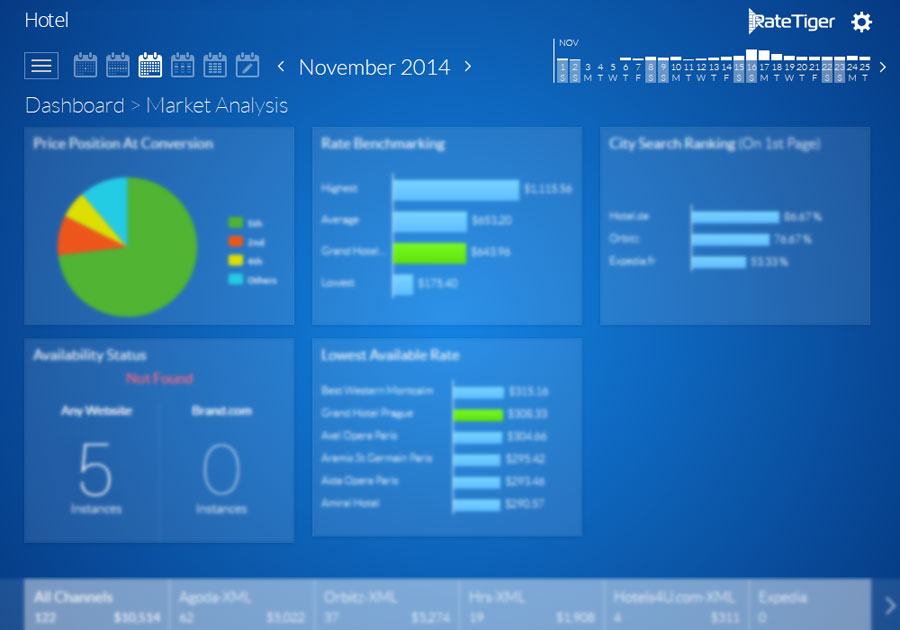 Hotel
RateTiger
November 2014
NOV
1 2 3 4 5 6 7 8 9 10 11 12 13 14 15 16 17 18 19 20 21 22 23 24 25
S S M T W T F S S M T W T F S S M T W T F S S M T
Dashboard > Market Analysis
Price Position At Conversion
5th
2nd
4th
Others
Rate Benchmarking
Highest $1,115.56
Average $653.20
Grand Hotel... $643.96
Lowest $175.40
City Search Ranking (On 1st Page)
Hotel.de 86.67%
Orbitz 76.67%
Expedia.fr 53.33%
Availability Status
Not Found
Any Website Brand.com
5 0
Instances Instances
Lowest Available Rate
Best Western Montcalm $315.16
Grand Hotel Prague $308.33
Axel Opera Paris $304.66
Aramis St Germain Paris $295.42
Aida Opera Paris $293.46
Amiral Hotel $290.57
All Channels Agoda-XML Orbitz-XML Hrs-XML Hotels4U.com-XML Expedia
122 $10,514 62 $5,022 37 $3,274 19 $1,908 4 $311 0